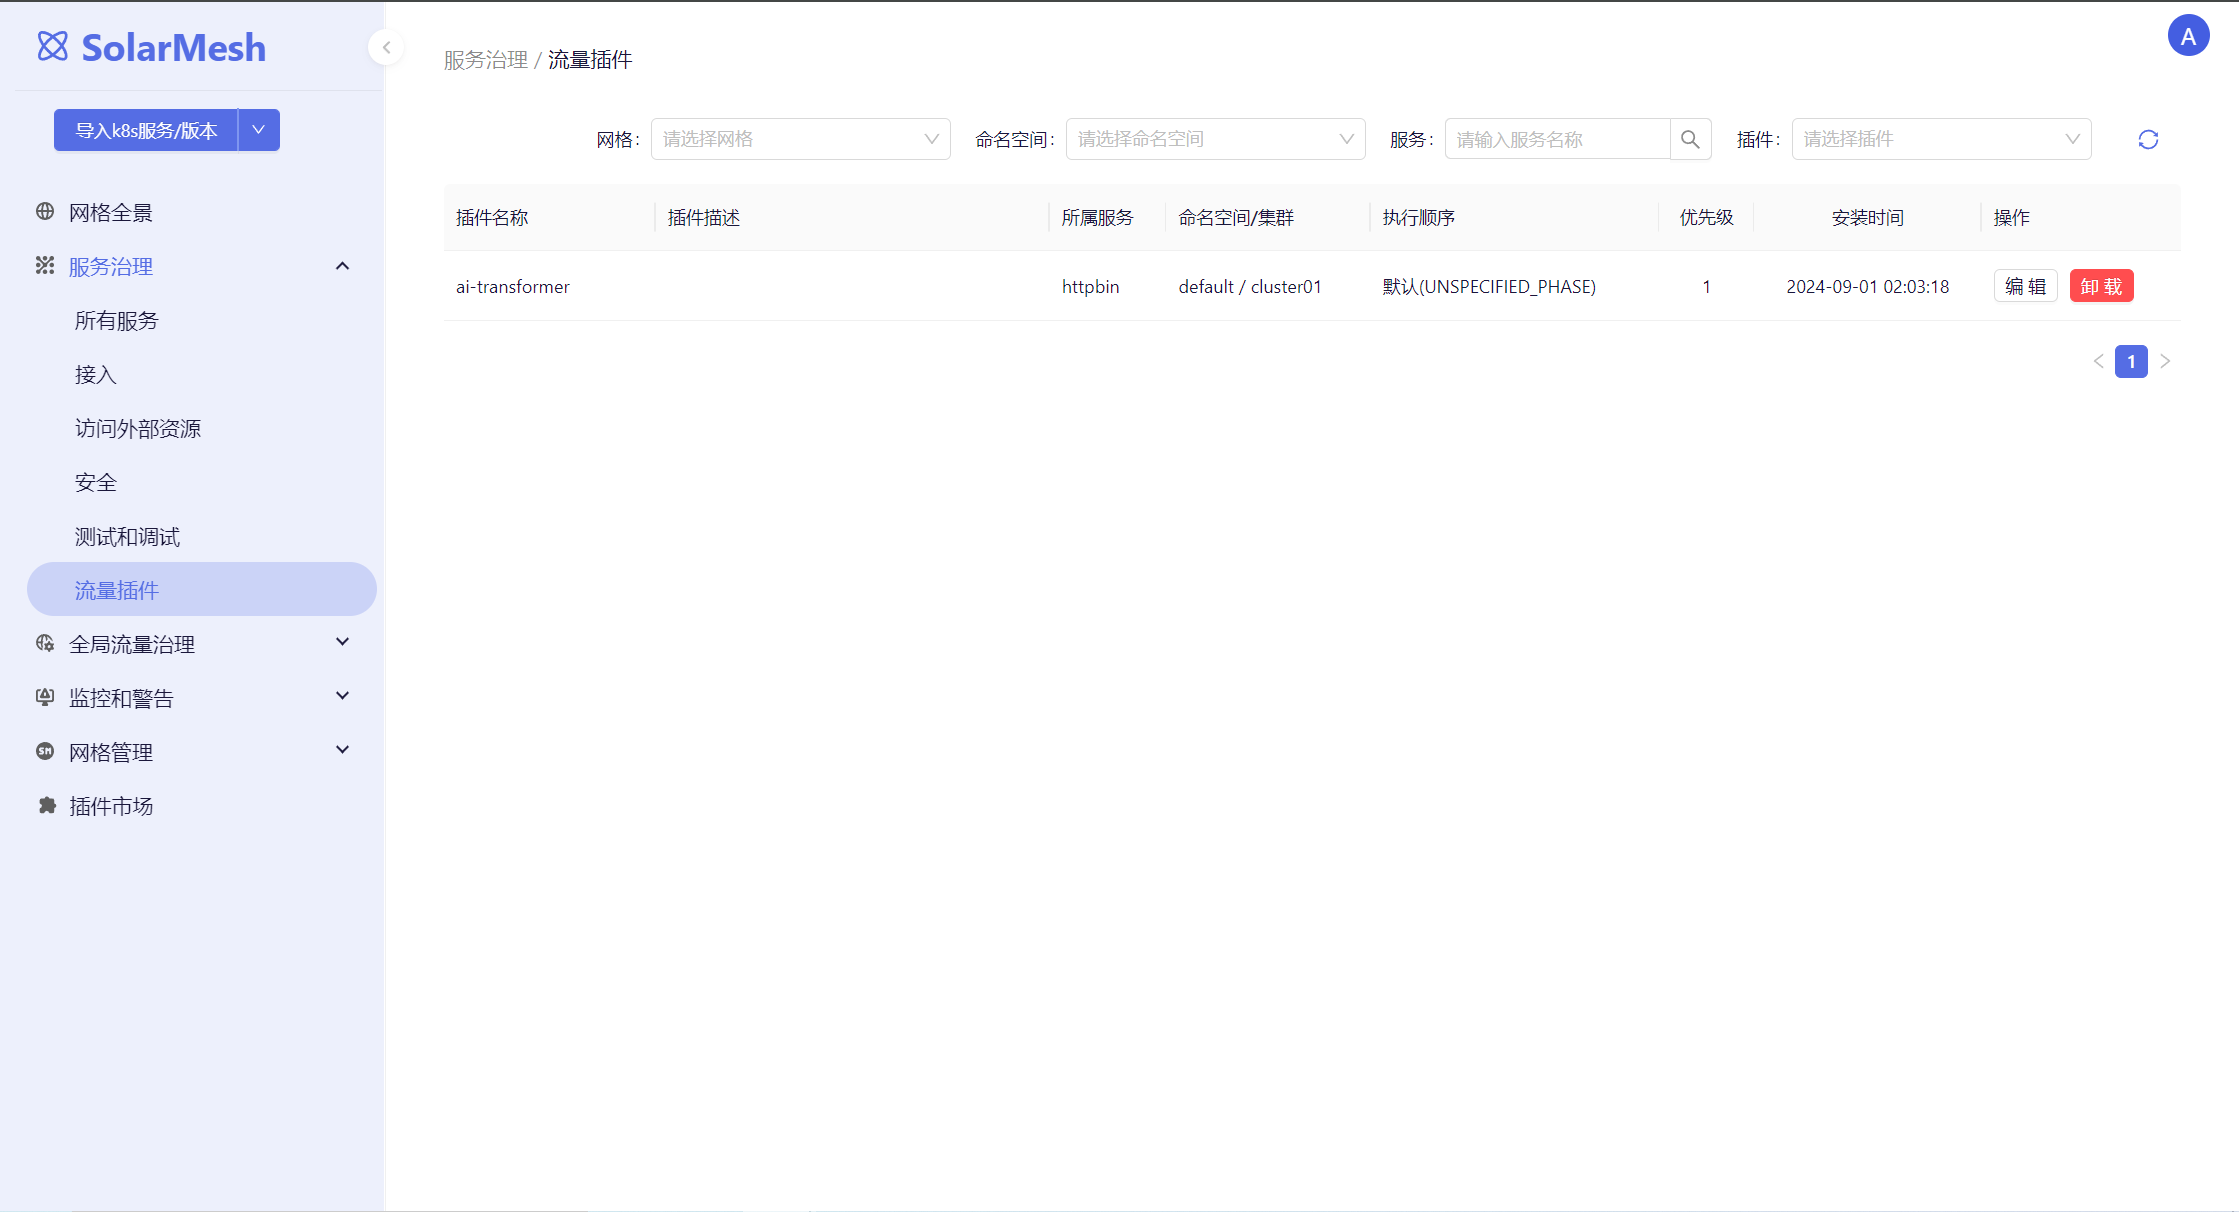 SolarMesh
导入k8s服务/版本
网格全景
服务治理
所有服务
接入
访问外部资源
安全
测试和调试
流量插件
全局流量治理
监控和警告
SM 网格管理
插件市场
服务治理 / 流量插件
A
网格: 请选择网格 命名空间: 请选择命名空间 服务: 请输入服务名称 插件: 请选择插件
插件名称 插件描述 所属服务 命名空间/集群 执行顺序 优先级 安装时间 操作
ai-transformer httpbin default / cluster01 默认(UNSPECIFIED_PHASE) 1 2024-09-01 02:03:18 编 辑 卸 载
< 1 >